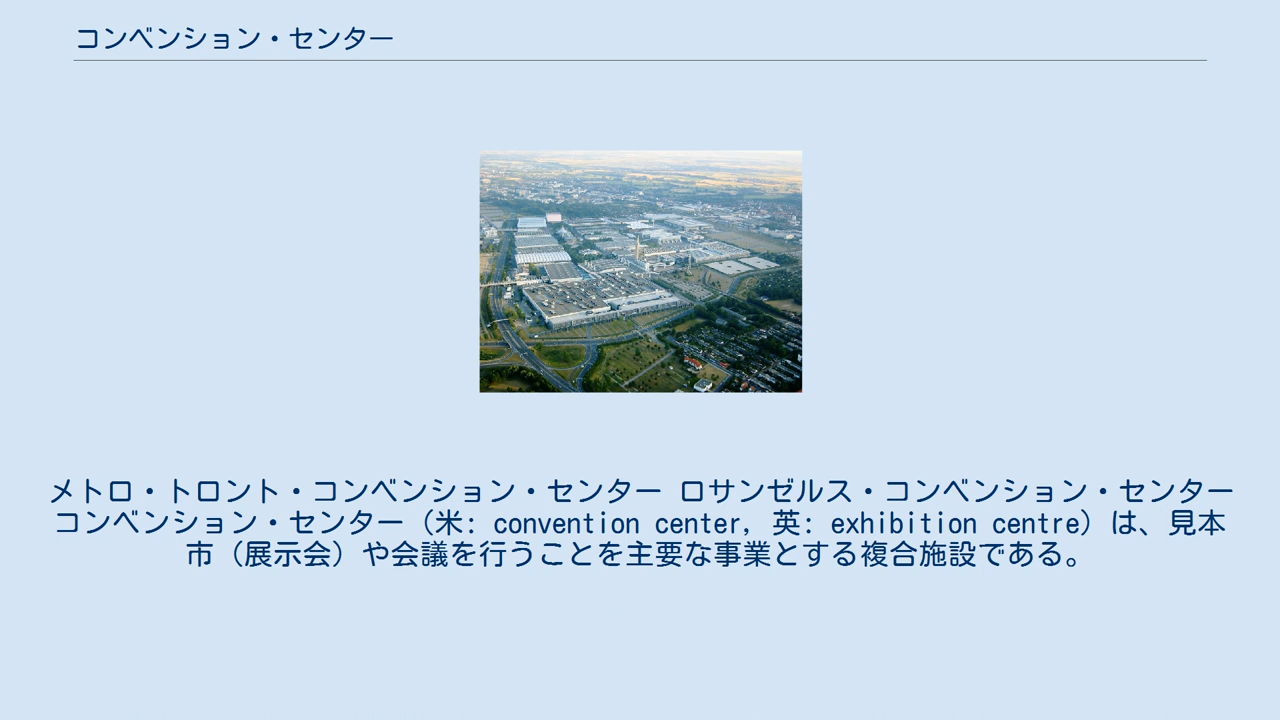 コンベンション・センター
メトロ・トロント・コンベンション・センター ロサンゼルス・コンベンション・センター
コンベンション・センター（米: convention center, 英: exhibition centre）は、見本
市（展示会）や会議を行うことを主要な事業とする複合施設である。